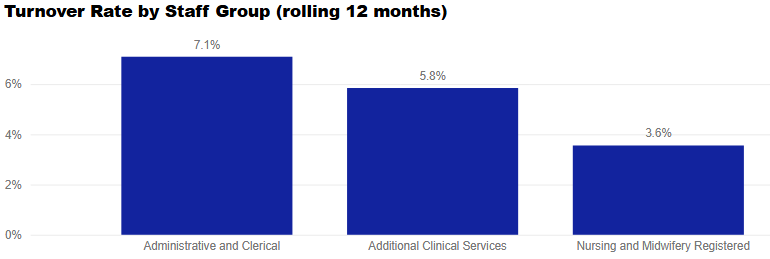 Turnover Rate by Staff Group (rolling 12 months)
7.1%
5.8%
3.6%
6%
4%
2%
0%
Administrative and Clerical
Additional Clinical Services
Nursing and Midwifery Registered